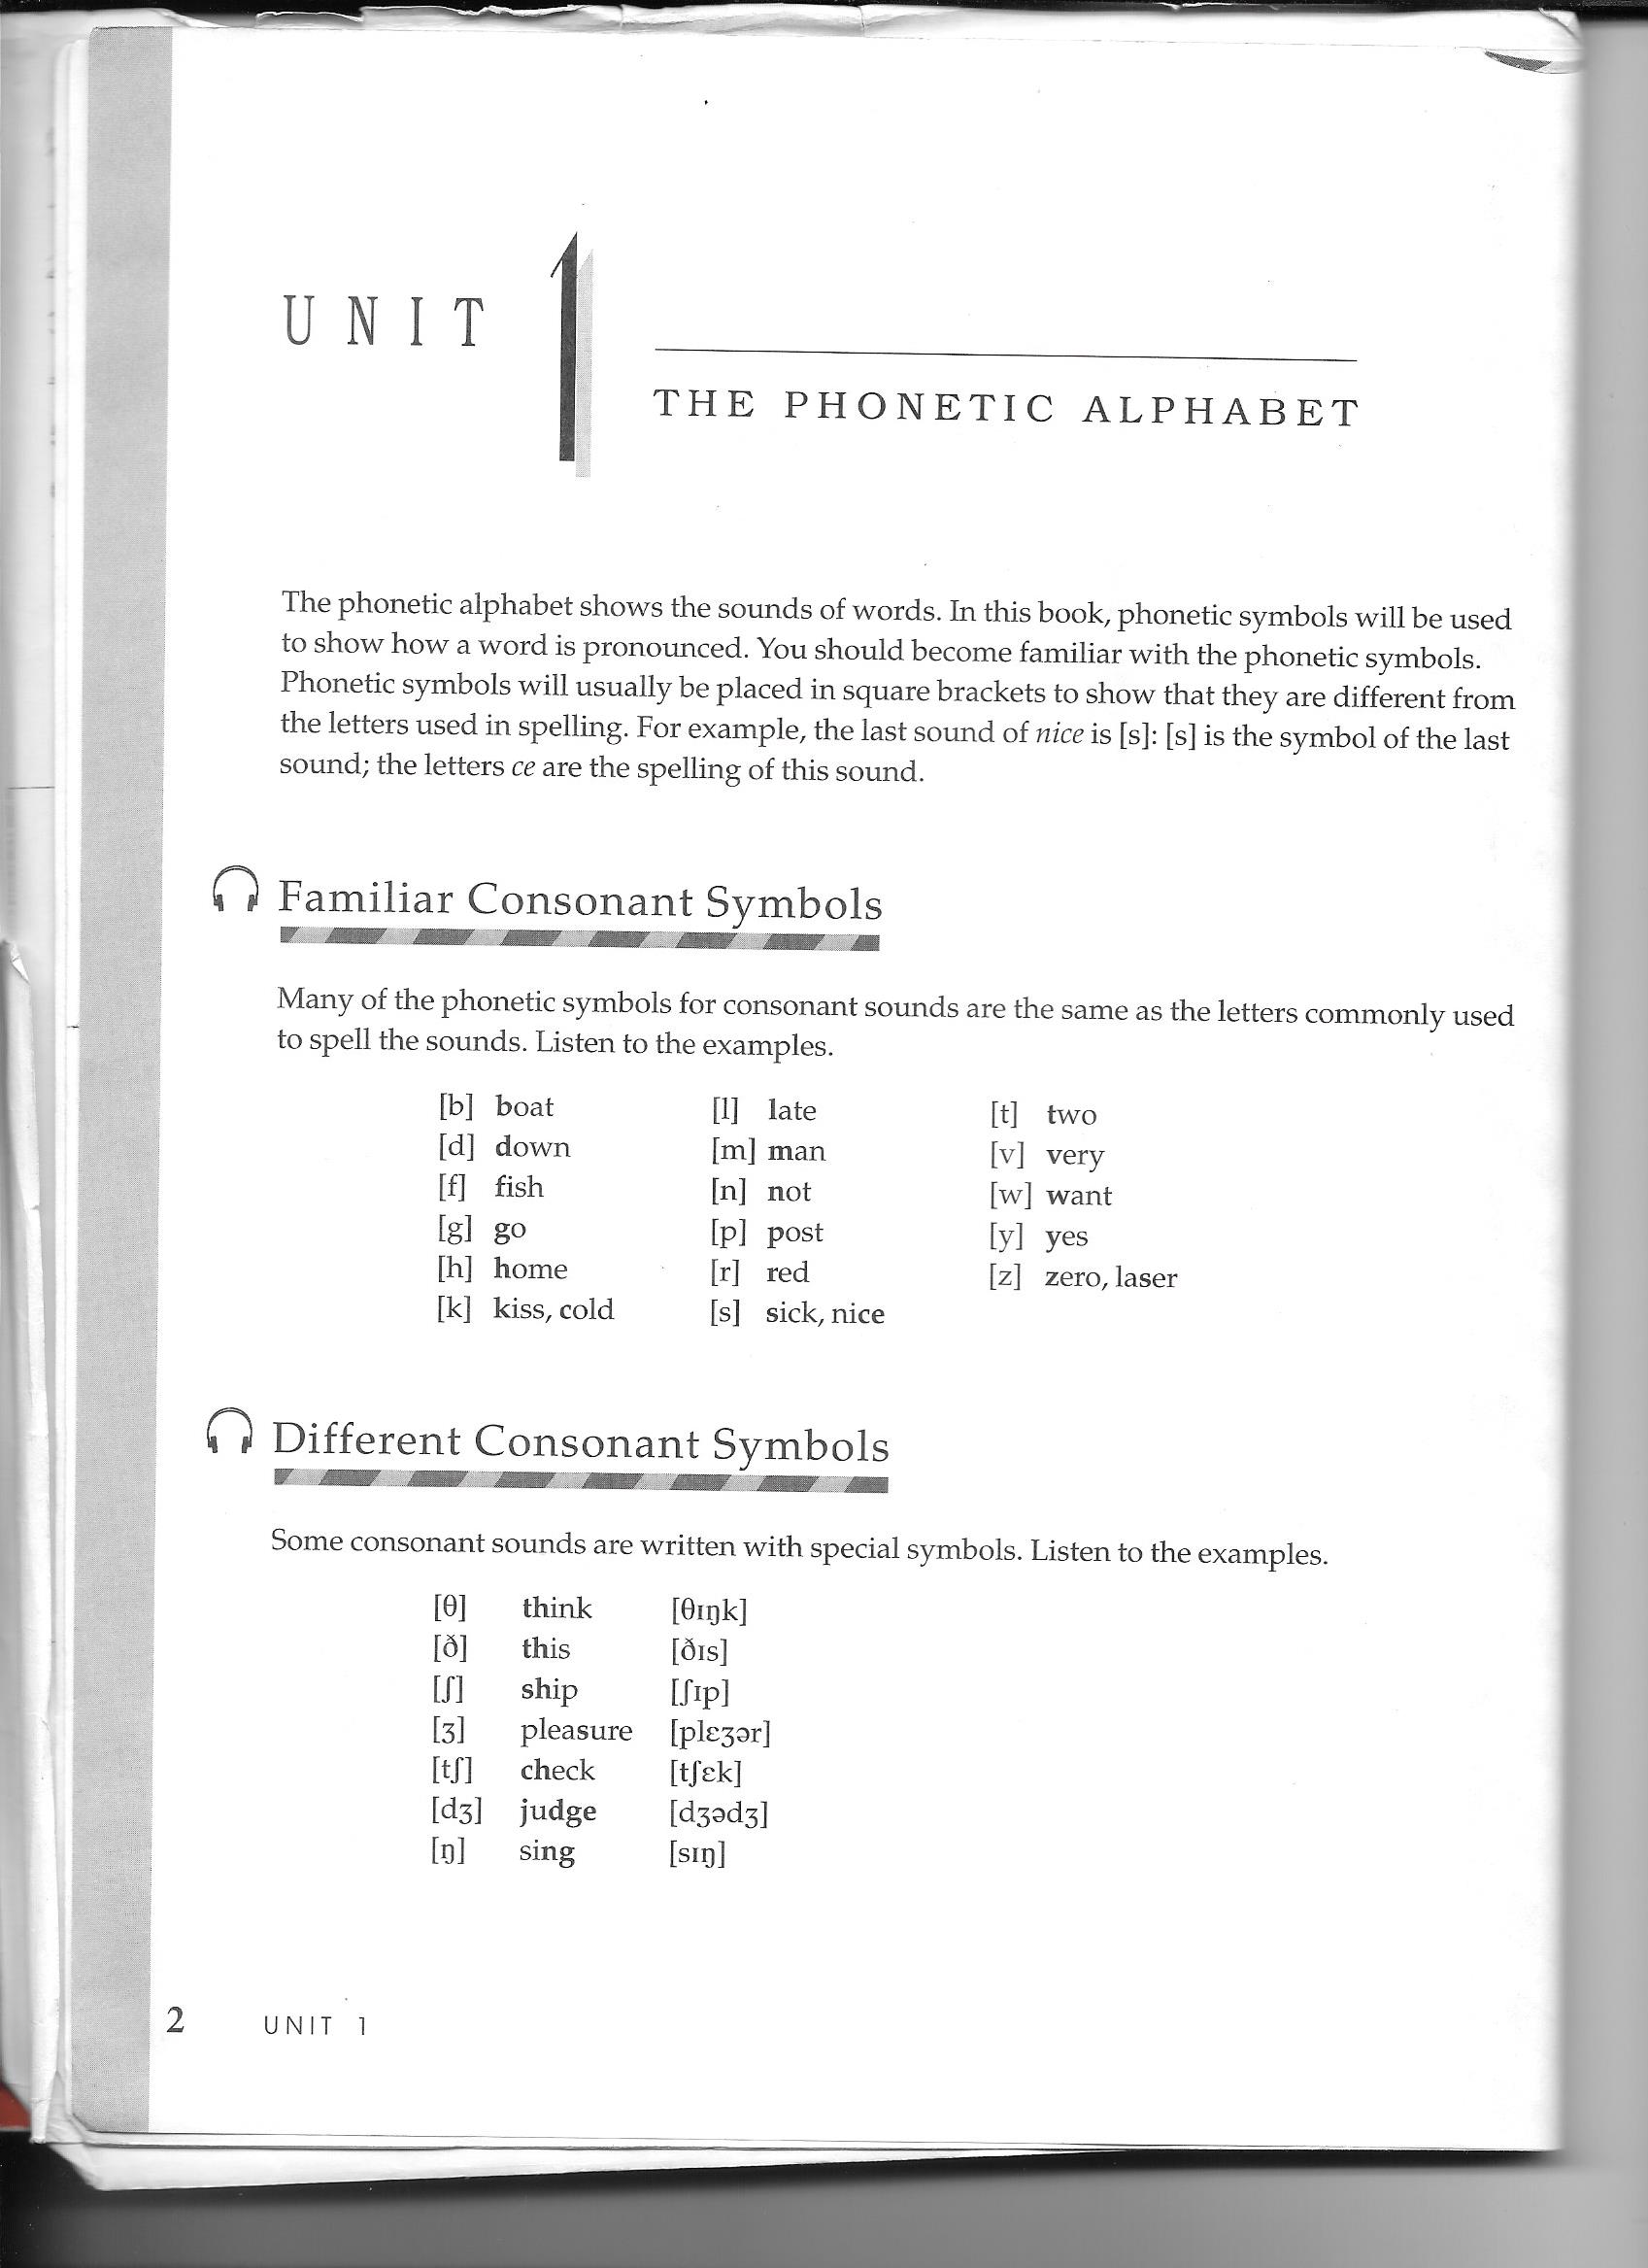 UNIT 1
THE PHONETIC ALPHABET
The phonetic alphabet shows the sounds of words. In this book, phonetic symbols will be used
to show how a word is pronounced. You should become familiar with the phonetic symbols.
Phonetic symbols will usually be placed in square brackets to show that they are different from
the letters used in spelling. For example, the last sound of nice is [s]: [s] is the symbol of the last
sound; the letters ce are the spelling of this sound.
Familiar Consonant Symbols
Many of the phonetic symbols for consonant sounds are the same as the letters commonly used
to spell the sounds. Listen to the examples.
[b] boat [l] late [t] two
[d] down [m] man [v] very
[f] fish [n] not [w] want
[g] go [p] post [y] yes
[h] home [r] red [z] zero, laser
[k] kiss, cold [s] sick, nice
Different Consonant Symbols
Some consonant sounds are written with special symbols. Listen to the examples.
[θ] think [θɪŋk]
[ð] this [ðɪs]
[ʃ] ship [ʃɪp]
[ʒ] pleasure [plɛʒər]
[tʃ] check [tʃɛk]
[dʒ] judge [dʒədʒ]
[ŋ] sing [sɪŋ]
2 UNIT 1